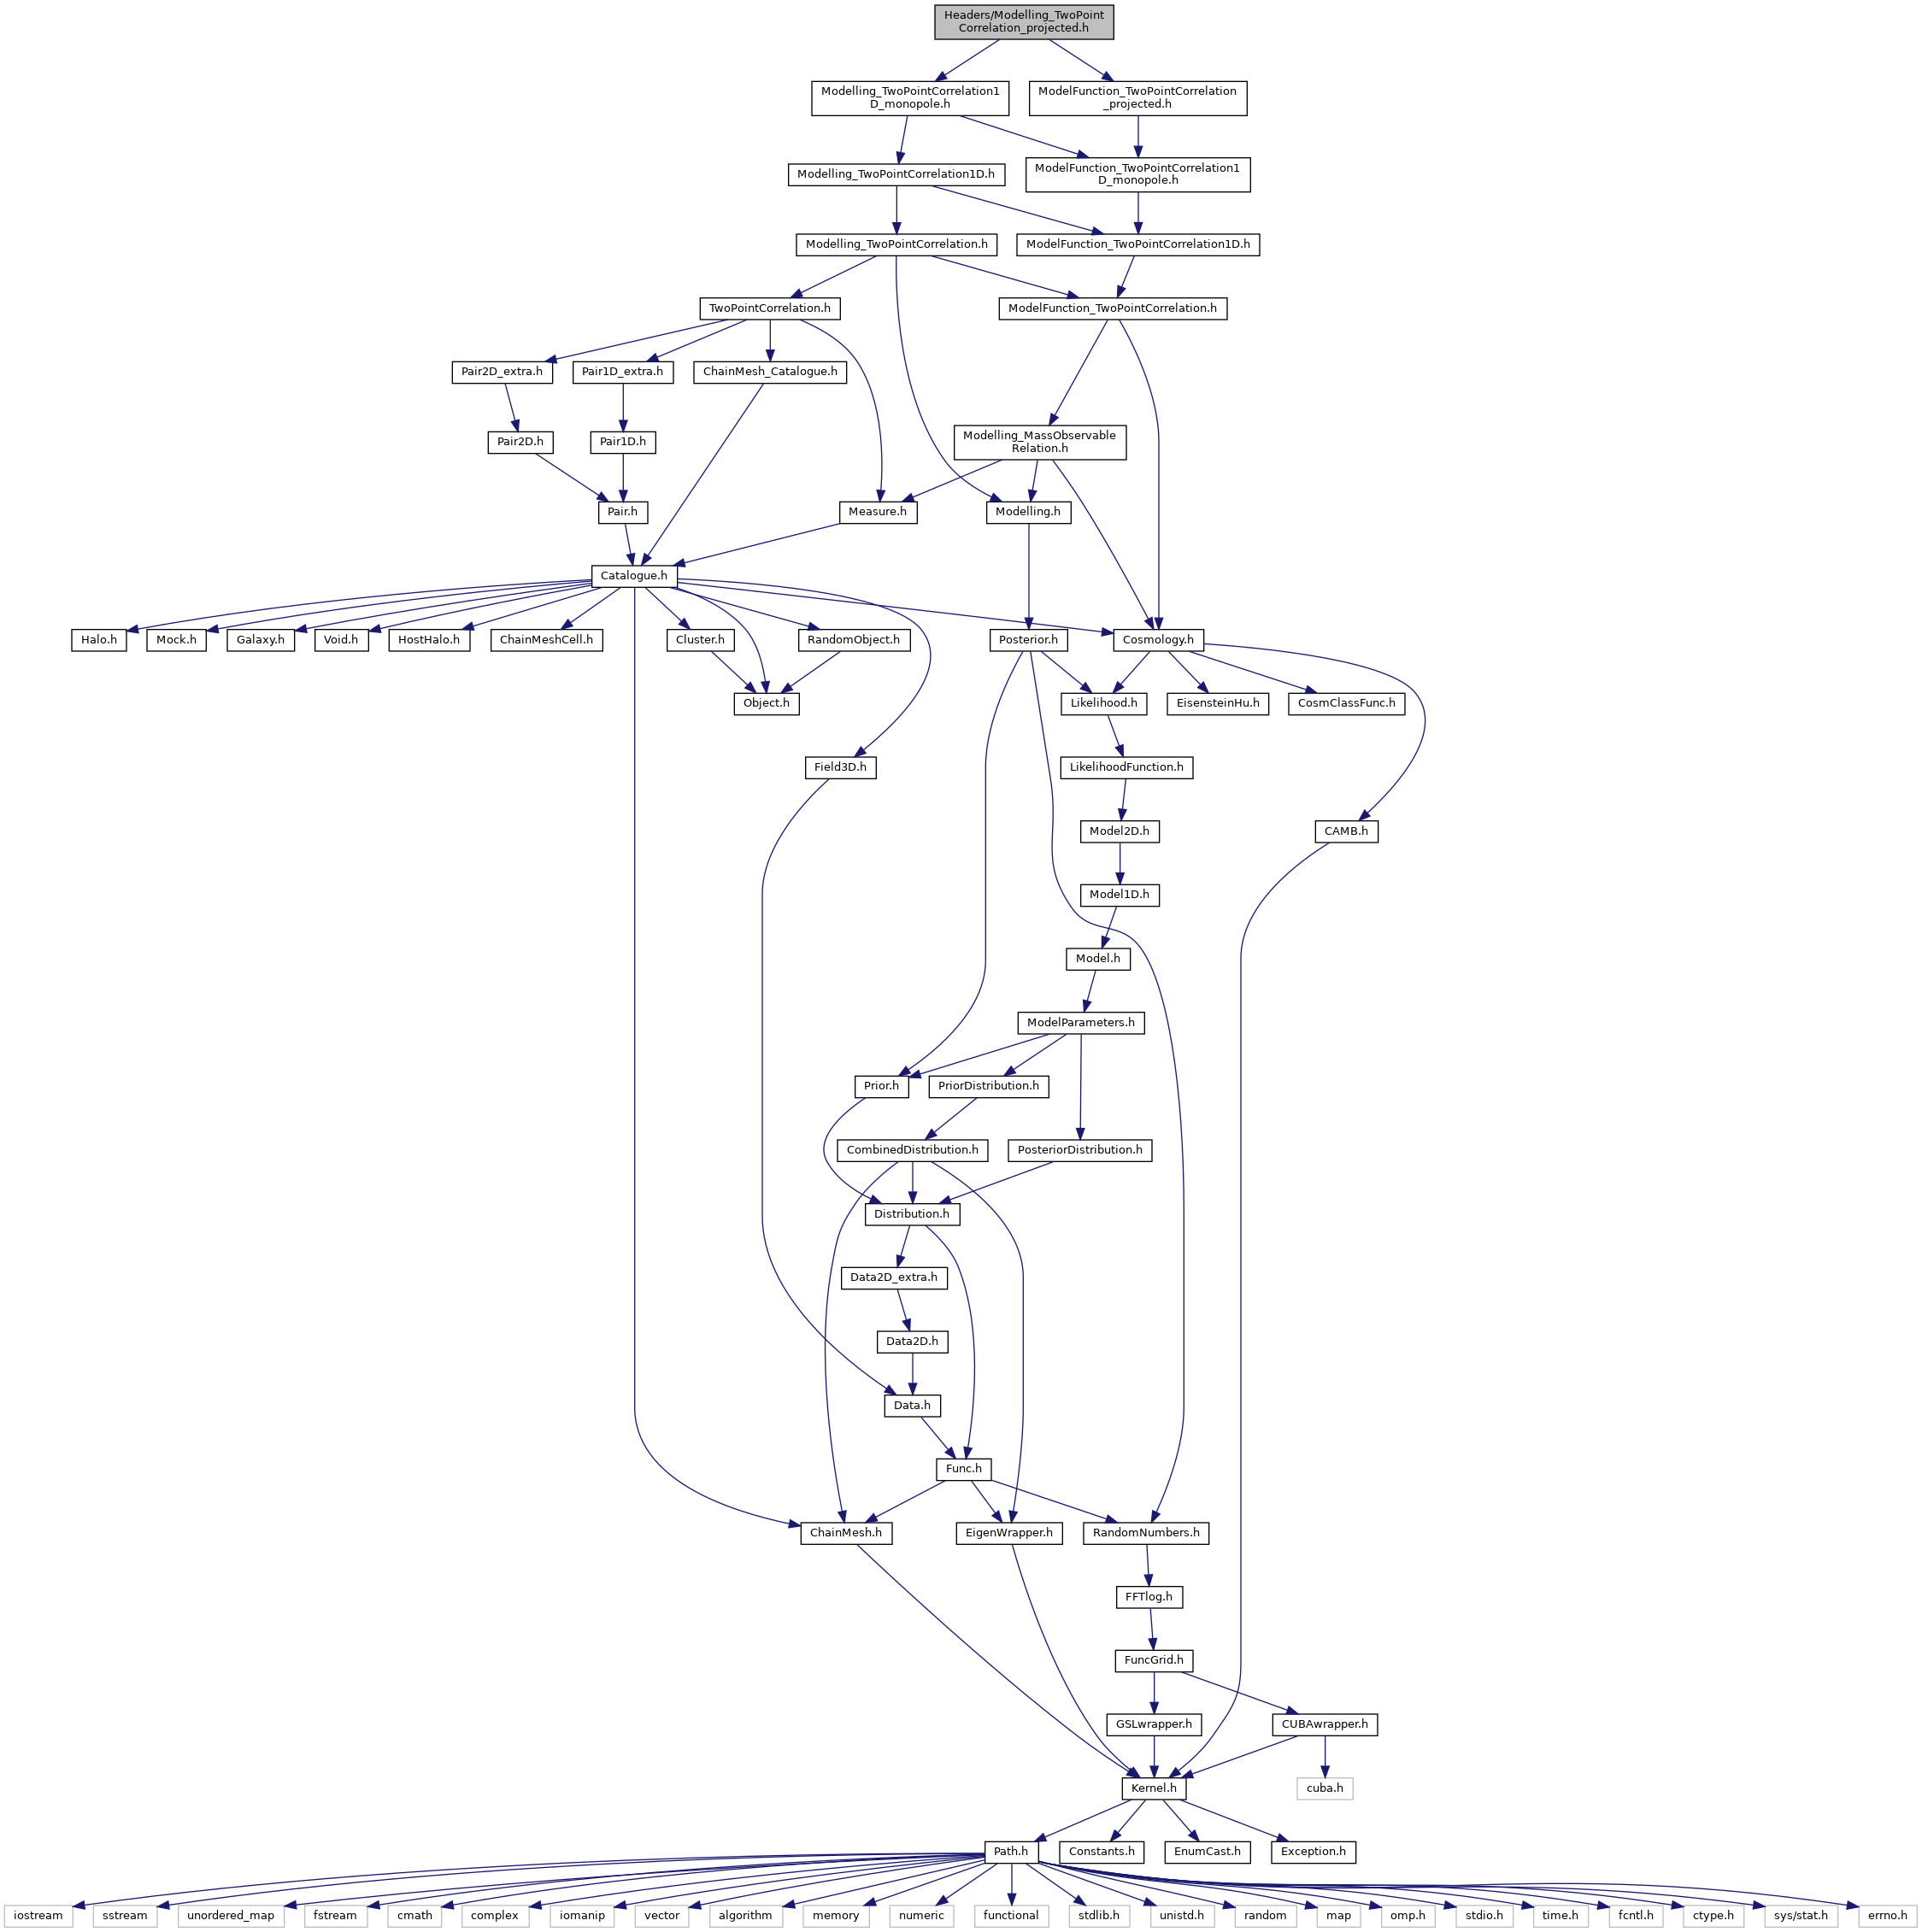 Headers/Modelling_TwoPoint
Correlation_projected.h
Modelling_TwoPointCorrelation1
D_monopole.h
ModelFunction_TwoPointCorrelation
_projected.h
ModelFunction_TwoPointCorrelation1
D_monopole.h
Modelling_TwoPointCorrelation1D.h
Modelling_TwoPointCorrelation.h
ModelFunction_TwoPointCorrelation1D.h
TwoPointCorrelation.h
ModelFunction_TwoPointCorrelation.h
Pair2D_extra.h
Pair1D_extra.h
ChainMesh_Catalogue.h
Pair2D.h
Pair1D.h
Modelling_MassObservable
Relation.h
Pair.h
Measure.h
Modelling.h
Catalogue.h
Halo.h
Mock.h
Galaxy.h
Void.h
HostHalo.h
ChainMeshCell.h
Cluster.h
RandomObject.h
Posterior.h
Cosmology.h
Object.h
Likelihood.h
EisensteinHu.h
CosmClassFunc.h
Field3D.h
LikelihoodFunction.h
Model2D.h
CAMB.h
Model1D.h
Model.h
ModelParameters.h
Prior.h
PriorDistribution.h
CombinedDistribution.h
PosteriorDistribution.h
Distribution.h
Data2D_extra.h
Data2D.h
Data.h
Func.h
ChainMesh.h
EigenWrapper.h
RandomNumbers.h
FFTlog.h
FuncGrid.h
GSLwrapper.h
CUBAwrapper.h
Kernel.h
cuba.h
Path.h
Constants.h
EnumCast.h
Exception.h
iostream
sstream
unordered_map
fstream
cmath
complex
iomanip
vector
algorithm
memory
numeric
functional
stdlib.h
unistd.h
random
map
omp.h
stdio.h
time.h
fcntl.h
ctype.h
sys/stat.h
errno.h